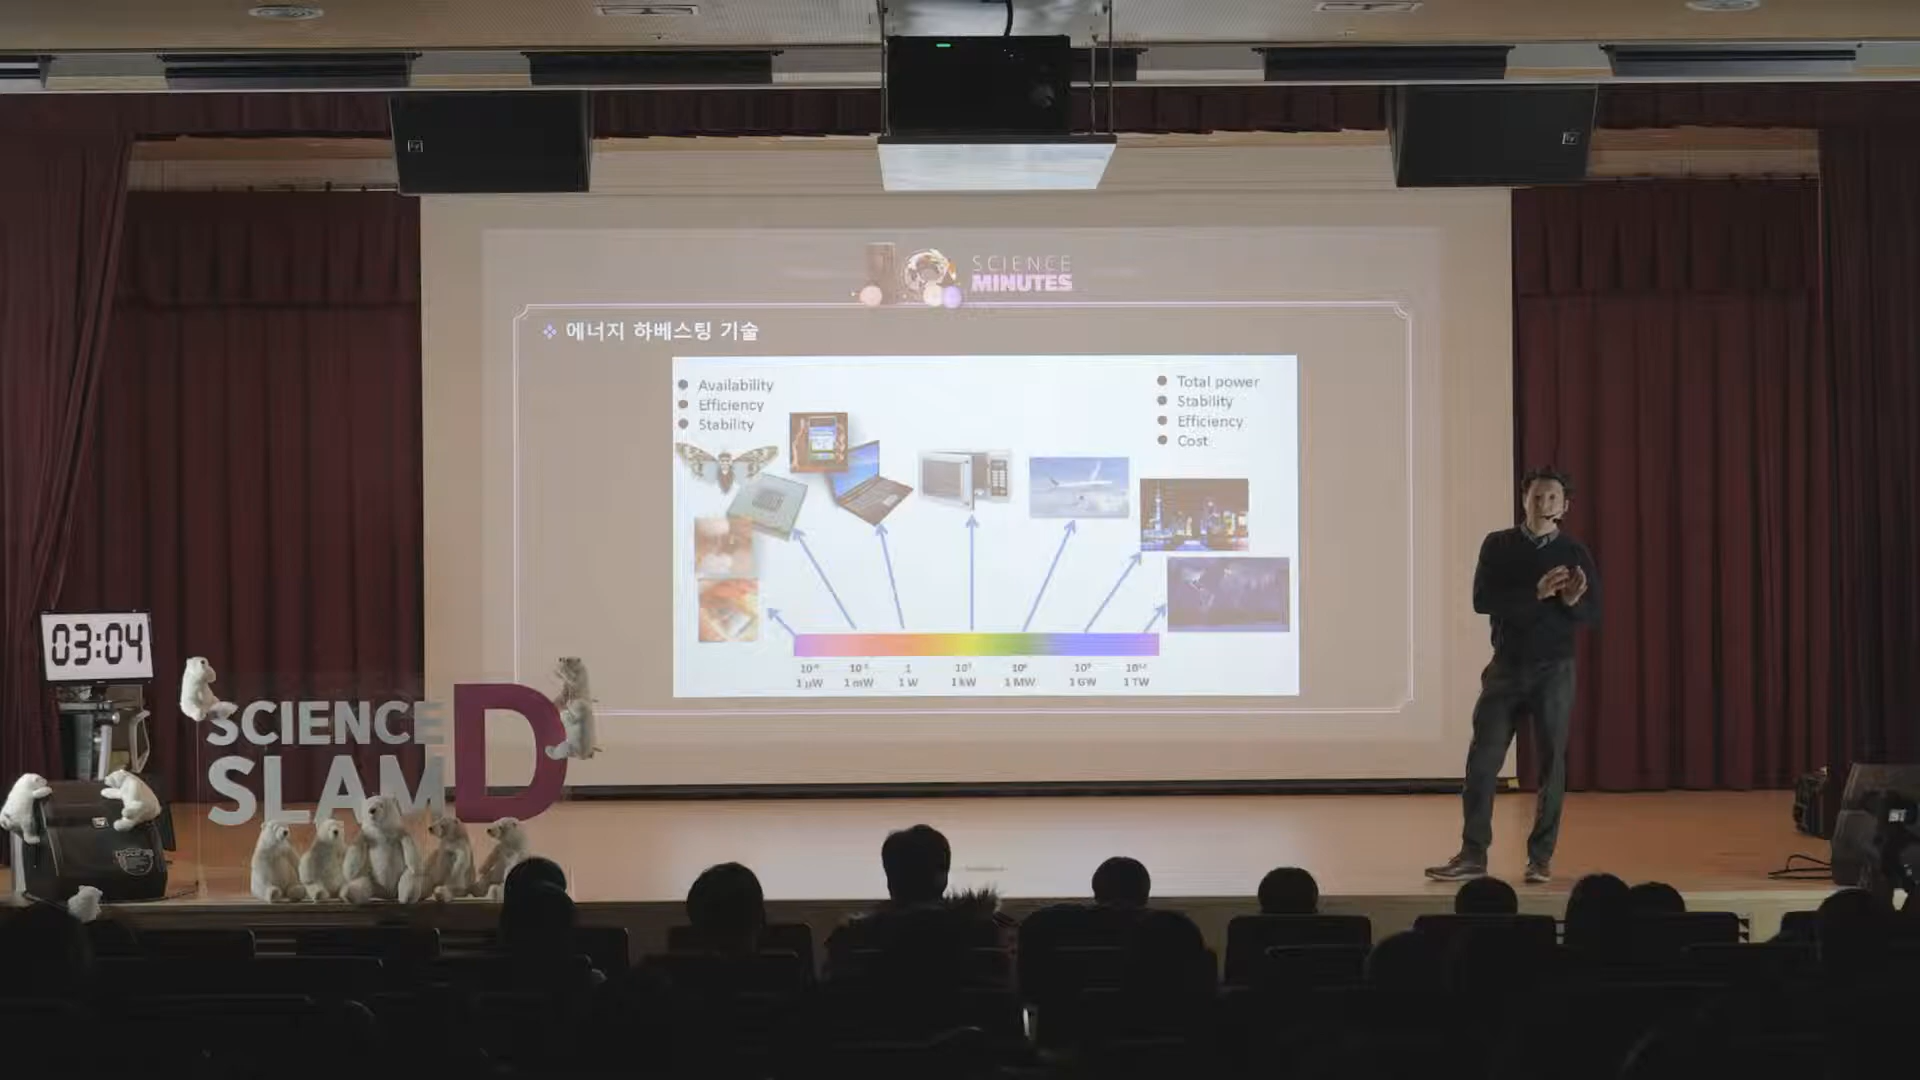 SCIENCE
MINUTES
에너지 하베스팅 기술
Availability
Efficiency
Stability
Total power
Stability
Efficiency
Cost
1
1 μW
1 mW
1 W
1 kW
1 MW
1 GW
1 TW
03:04
SCIENCE
SLAM D